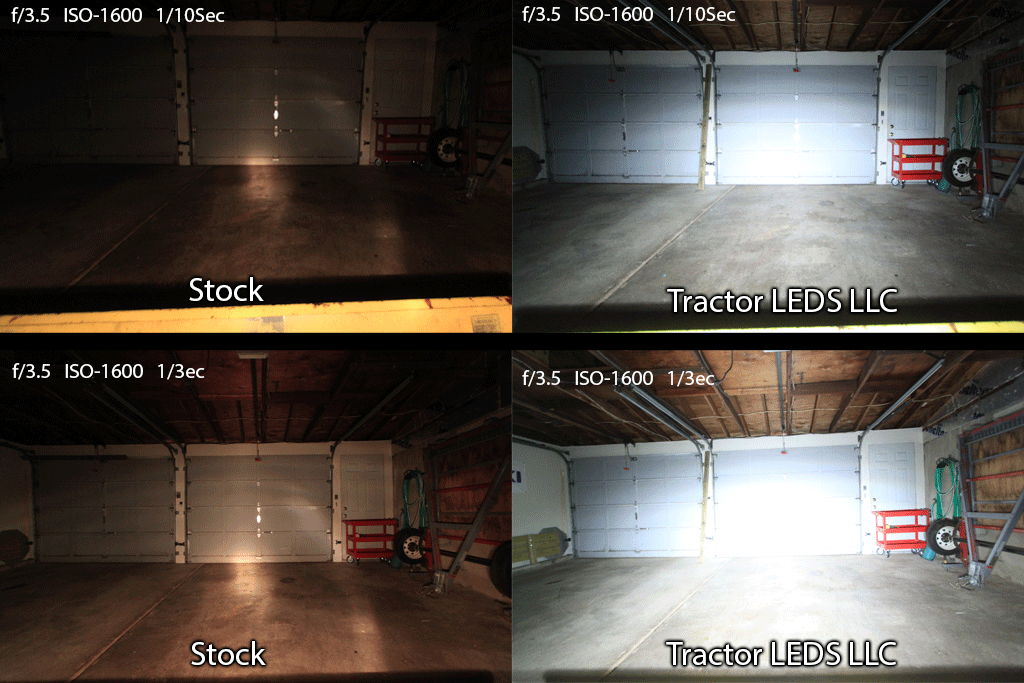 f/3.5 ISO-1600 1/10Sec
Stock
f/3.5 ISO-1600 1/10Sec
Tractor LEDS LLC
f/3.5 ISO-1600 1/3ec
Stock
f/3.5 ISO-1600 1/3ec
Tractor LEDS LLC